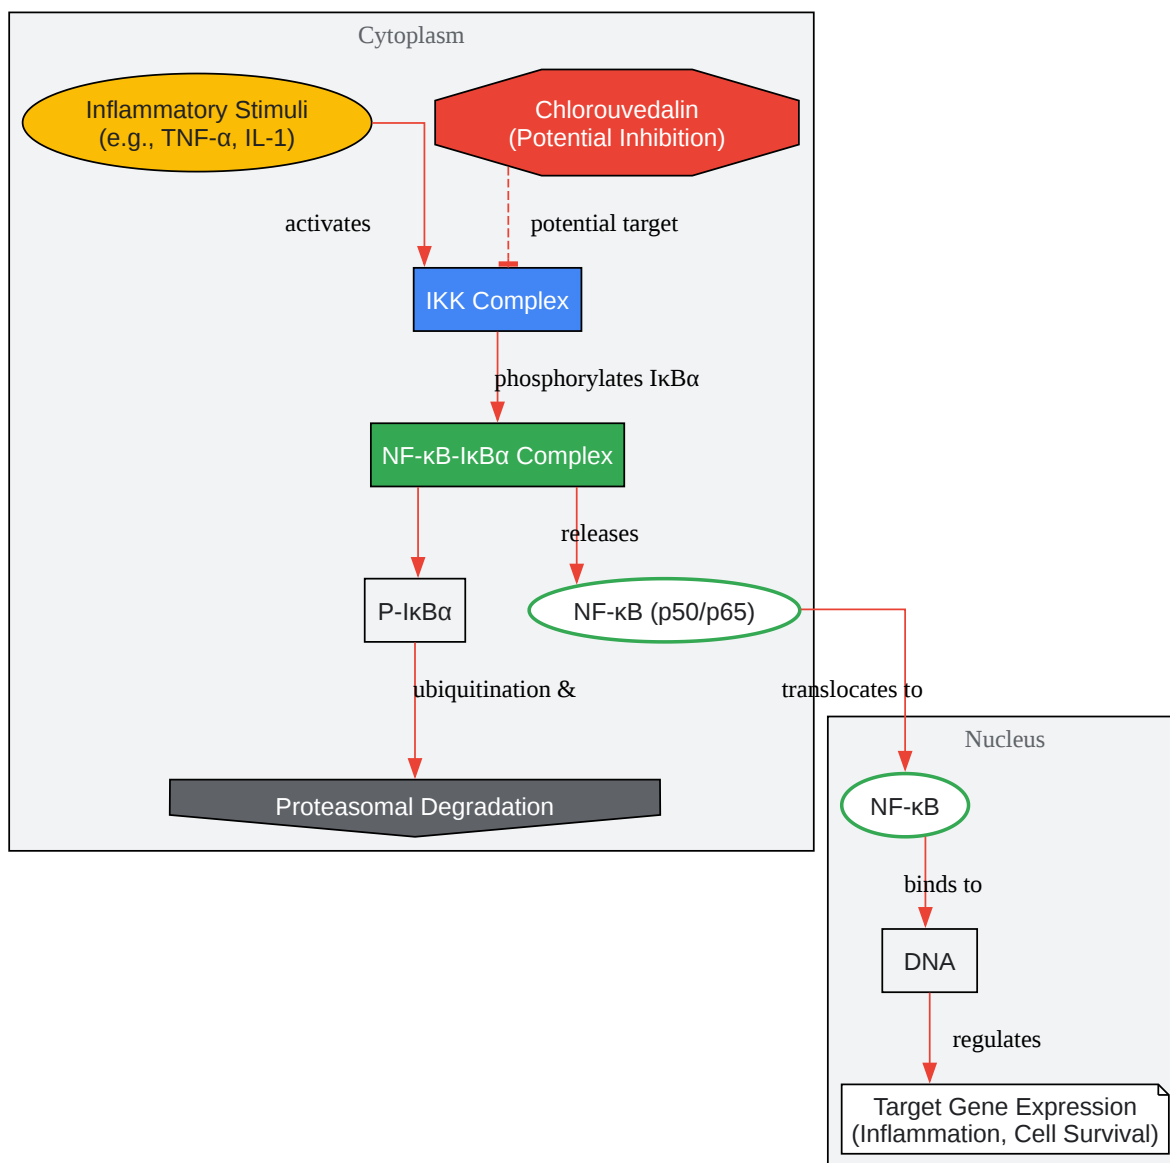 Cytoplasm
Inflammatory Stimuli
(e.g., TNF-α, IL-1)
Chlorouvedalin
(Potential Inhibition)
activates
potential target
IKK Complex
phosphorylates IκBα
NF-κB-IκBα Complex
releases
P-IκBα
NF-κB (p50/p65)
ubiquitination &
translocates to
Proteasomal Degradation
Nucleus
NF-κB
binds to
DNA
regulates
Target Gene Expression
(Inflammation, Cell Survival)